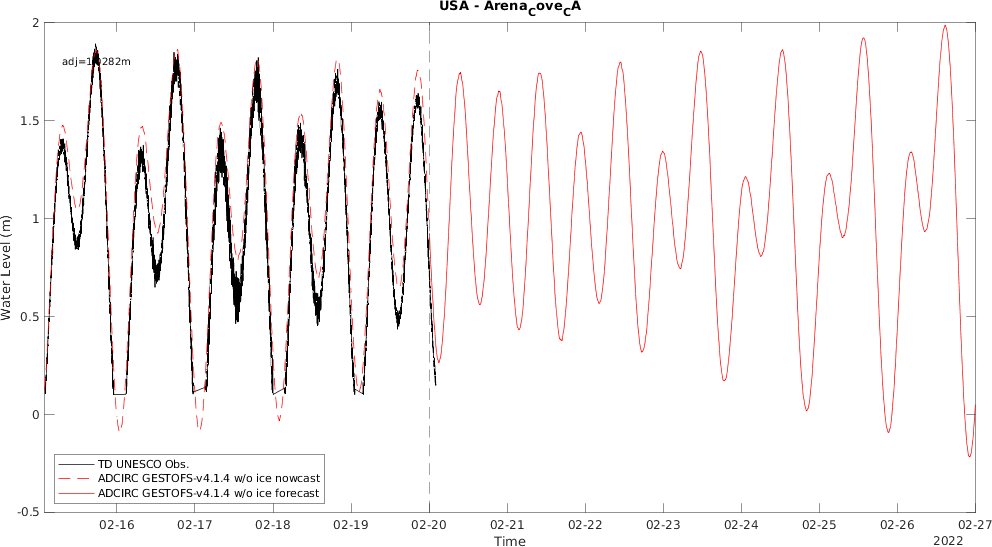 USA - ArenaCoveCA
adj=1.0282m
2
1.5
1
0.5
0
-0.5
Water Level (m)
TD UNESCO Obs.
ADCIRC GESTOFS-v4.1.4 w/o ice nowcast
ADCIRC GESTOFS-v4.1.4 w/o ice forecast
02-16 02-17 02-18 02-19 02-20 02-21 02-22 02-23 02-24 02-25 02-26 02-27
Time
2022